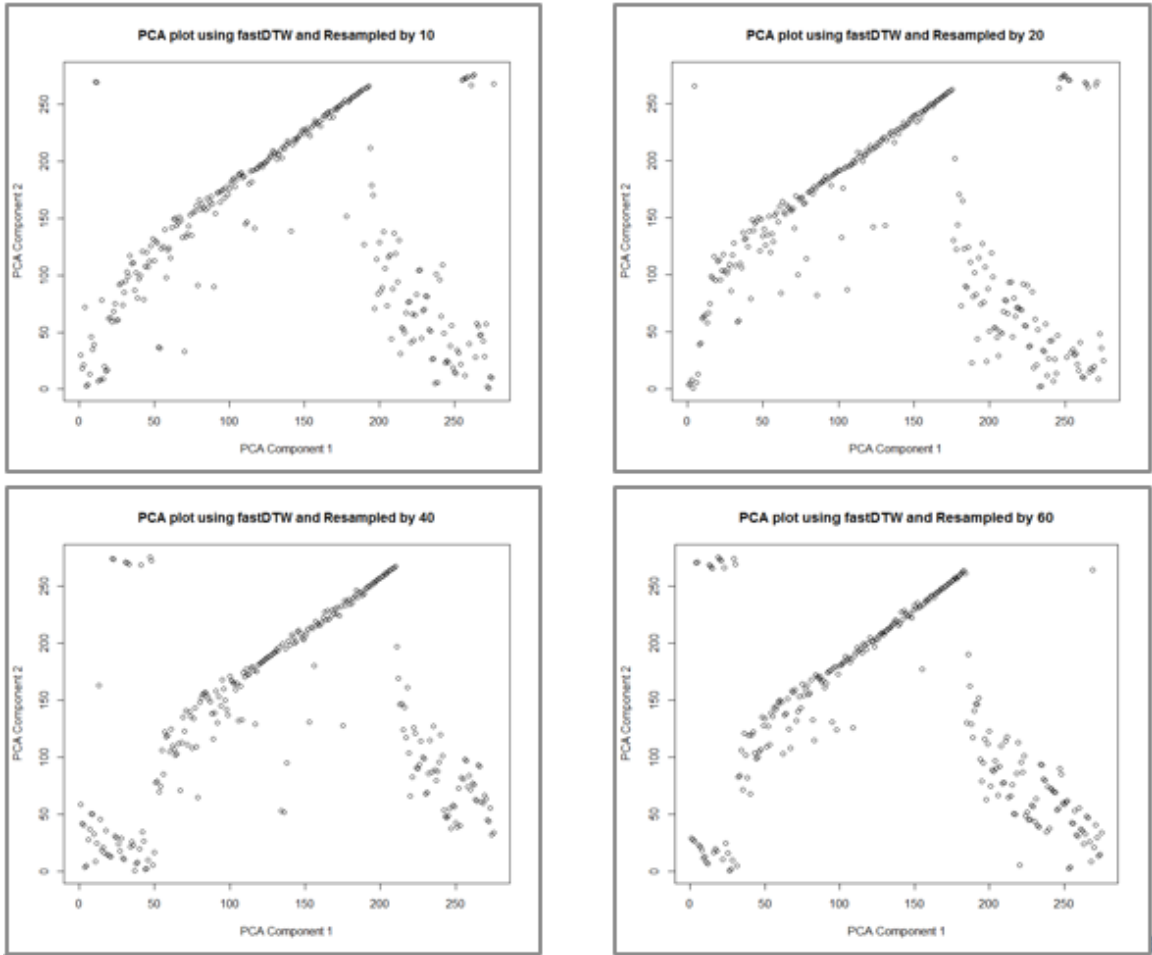 PCA plot using fastDTW and Resampled by 10
PCA Component 2
0 50 100 150 200 250
0 50 100 150 200 250
PCA Component 1
PCA plot using fastDTW and Resampled by 20
PCA Component 2
0 50 100 150 200 250
0 50 100 150 200 250
PCA Component 1
PCA plot using fastDTW and Resampled by 40
PCA Component 2
0 50 100 150 200 250
0 50 100 150 200 250
PCA Component 1
PCA plot using fastDTW and Resampled by 60
PCA Component 2
0 50 100 150 200 250
0 50 100 150 200 250
PCA Component 1